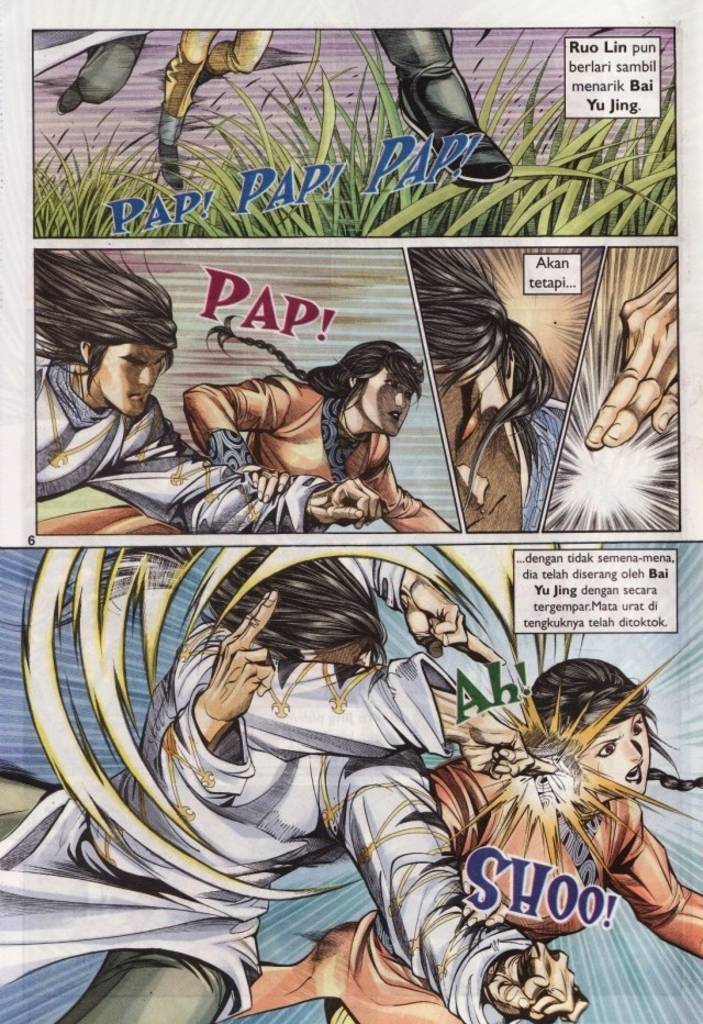 Ruo Lin pun
berlari sambil
menarik Bai
Yu Jing.
PAP! PAP! PAP!
PAP!
Akan
tetapi...
6
...dengan tidak semena-mena,
dia telah diserang oleh Bai
Yu Jing dengan secara
tergempar.Mata urat di
tengkuknya telah ditoktok.
Ah!
SHOO!